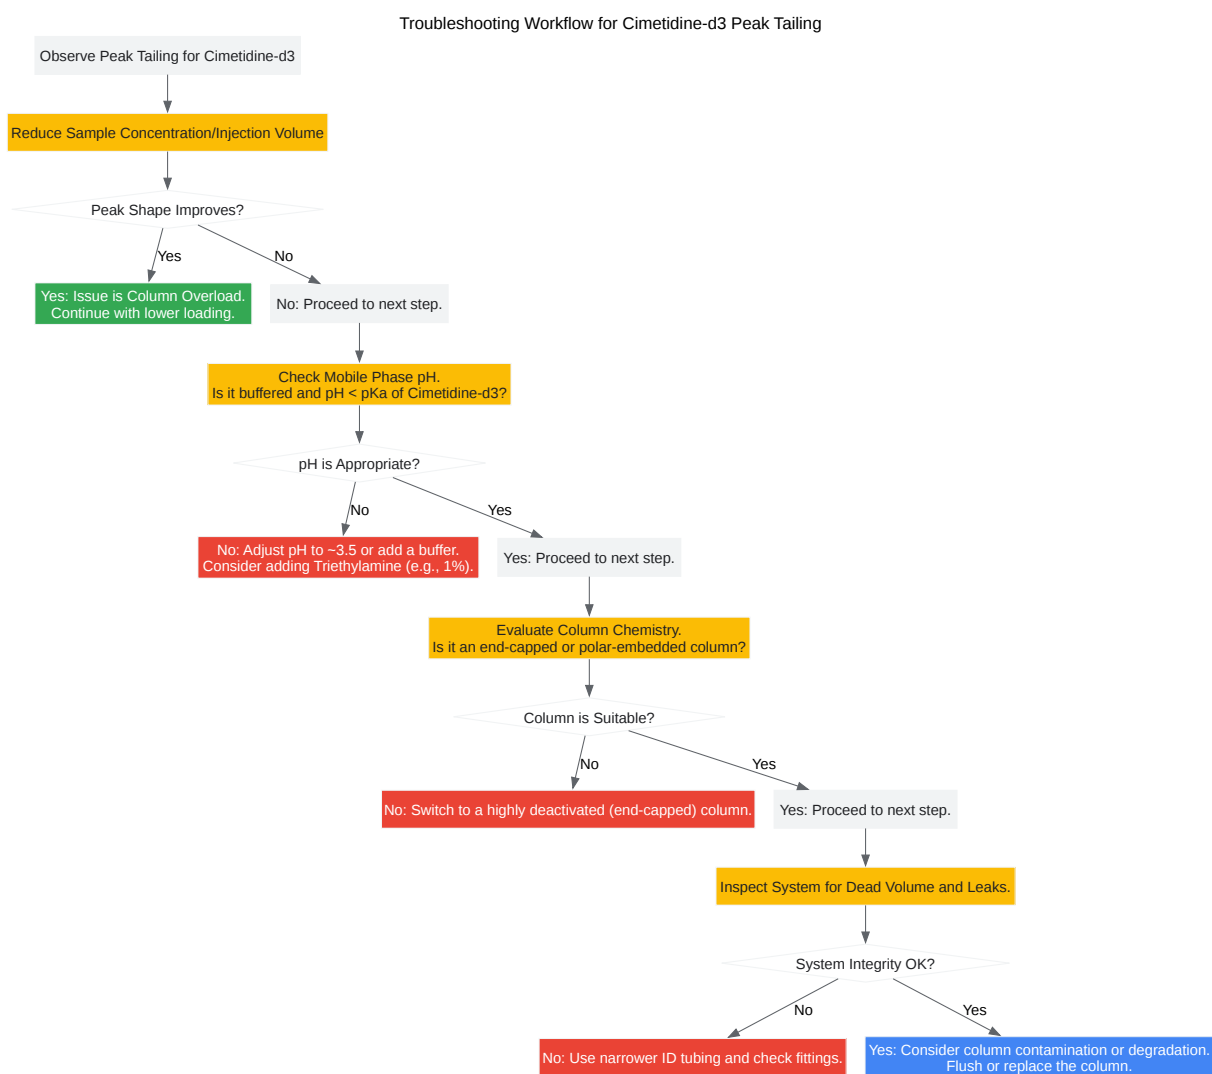 Troubleshooting Workflow for Cimetidine-d3 Peak Tailing
Observe Peak Tailing for Cimetidine-d3
Reduce Sample Concentration/Injection Volume
Peak Shape Improves?
Yes
No
Yes: Issue is Column Overload.
Continue with lower loading.
No: Proceed to next step.
Check Mobile Phase pH.
Is it buffered and pH < pKa of Cimetidine-d3?
pH is Appropriate?
No
Yes
No: Adjust pH to ~3.5 or add a buffer.
Consider adding Triethylamine (e.g., 1%).
Yes: Proceed to next step.
Evaluate Column Chemistry.
Is it an end-capped or polar-embedded column?
Column is Suitable?
No
Yes
No: Switch to a highly deactivated (end-capped) column.
Yes: Proceed to next step.
Inspect System for Dead Volume and Leaks.
System Integrity OK?
No
Yes
No: Use narrower ID tubing and check fittings.
Yes: Consider column contamination or degradation.
Flush or replace the column.